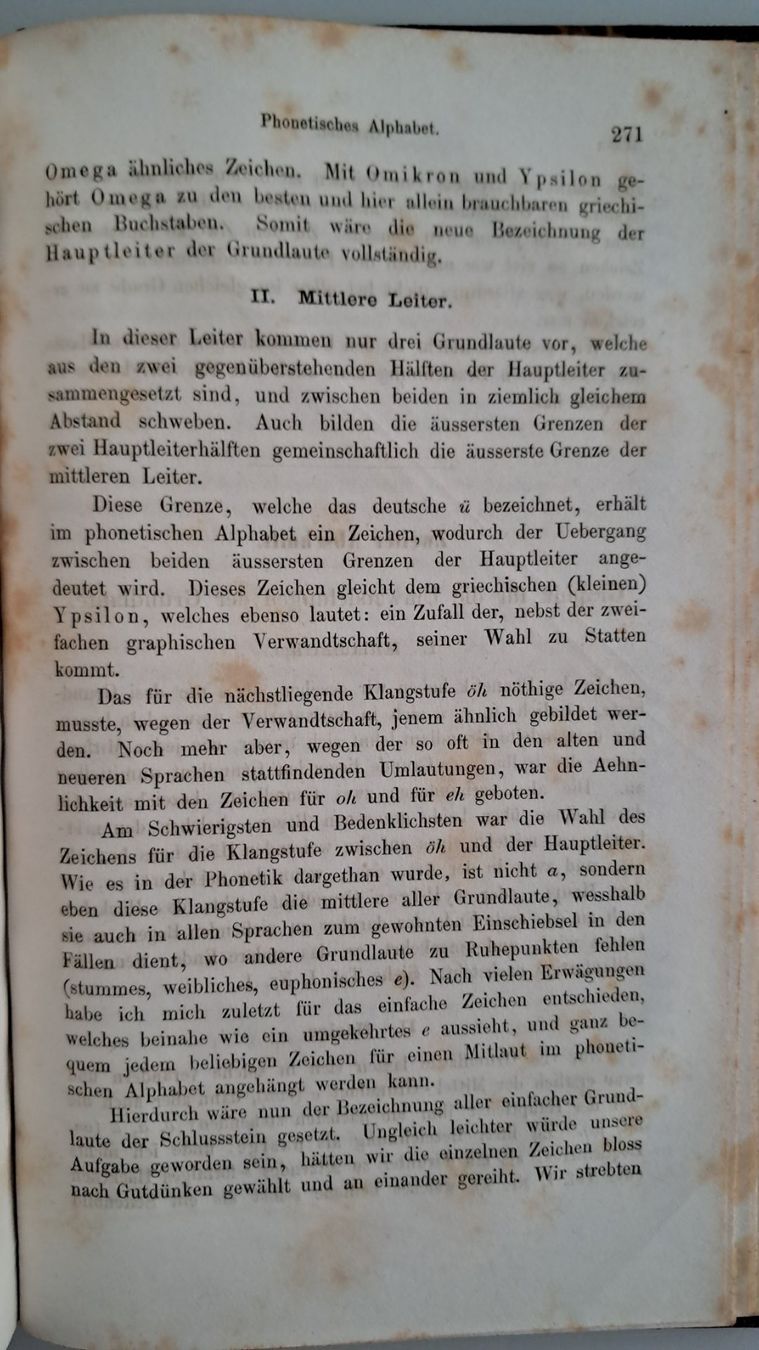 Phonetisches Alphabet. 271
Omega ähnliches Zeichen. Mit Omikron und Ypsilon ge-
hört Omega zu den besten und hier allein brauchbaren griechi-
schen Buchstaben. Somit wäre die neue Bezeichnung der
Hauptleiter der Grundlaute vollständig.
II. Mittlere Leiter.
In dieser Leiter kommen nur drei Grundlaute vor, welche
aus den zwei gegenüberstehenden Hälften der Hauptleiter zu-
sammengesetzt sind, und zwischen beiden in ziemlich gleichem
Abstand schweben. Auch bilden die äussersten Grenzen der
zwei Hauptleiterhälften gemeinschaftlich die äusserste Grenze der
mittleren Leiter.
Diese Grenze, welche das deutsche ü bezeichnet, erhält
im phonetischen Alphabet ein Zeichen, wodurch der Uebergang
zwischen beiden äussersten Grenzen der Hauptleiter ange-
deutet wird. Dieses Zeichen gleicht dem griechischen (kleinen)
Ypsilon, welches ebenso lautet: ein Zufall der, nebst der zwei-
fachen graphischen Verwandtschaft, seiner Wahl zu Statten
kommt.
Das für die nächstliegende Klangstufe öh nöthige Zeichen,
musste, wegen der Verwandtschaft, jenem ähnlich gebildet wer-
den. Noch mehr aber, wegen der so oft in den alten und
neueren Sprachen stattfindenden Umlautungen, war die Aehn-
lichkeit mit den Zeichen für oh und für eh geboten.
Am Schwierigsten und Bedenklichsten war die Wahl des
Zeichens für die Klangstufe zwischen öh und der Hauptleiter.
Wie es in der Phonetik dargethan wurde, ist nicht a, sondern
eben diese Klangstufe die mittlere aller Grundlaute, wesshalb
sie auch in allen Sprachen zum gewohnten Einschiebsel in den
Fällen dient, wo andere Grundlaute zu Ruhepunkten fehlen
(stummes, weibliches, euphonisches e). Nach vielen Erwägungen
habe ich mich zuletzt für das einfache Zeichen entschieden,
welches beinahe wie ein umgekehrtes e aussieht, und ganz be-
quem jedem beliebigen Zeichen für einen Mitlaut im phoneti-
schen Alphabet angehängt werden kann.
Hierdurch wäre nun der Bezeichnung aller einfacher Grund-
laute der Schlussstein gesetzt. Ungleich leichter würde unsere
Aufgabe geworden sein, hätten wir die einzelnen Zeichen bloss
nach Gutdünken gewählt und an einander gereiht. Wir strebten